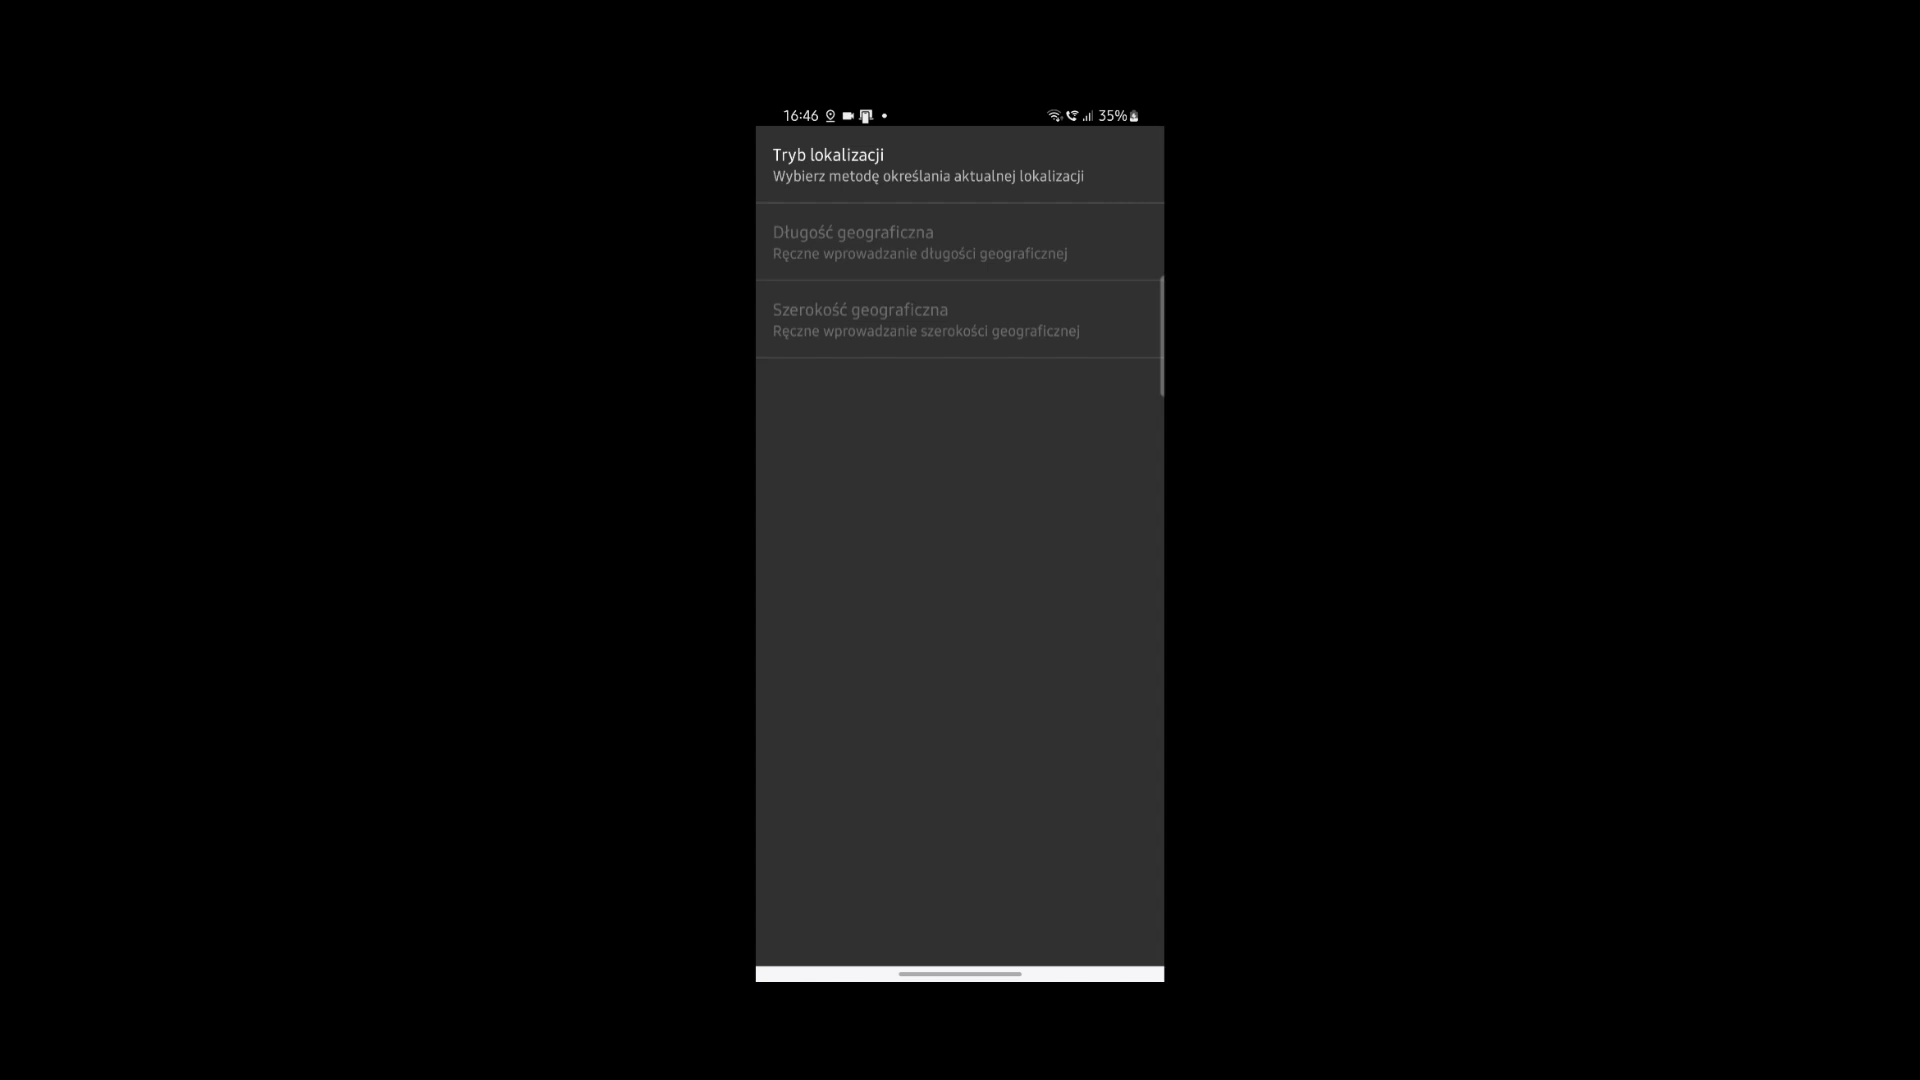 16:46 35%
Tryb lokalizacji
Wybierz metodę określania aktualnej lokalizacji
Długość geograficzna
Ręczne wprowadzanie długości geograficznej
Szerokość geograficzna
Ręczne wprowadzanie szerokości geograficznej